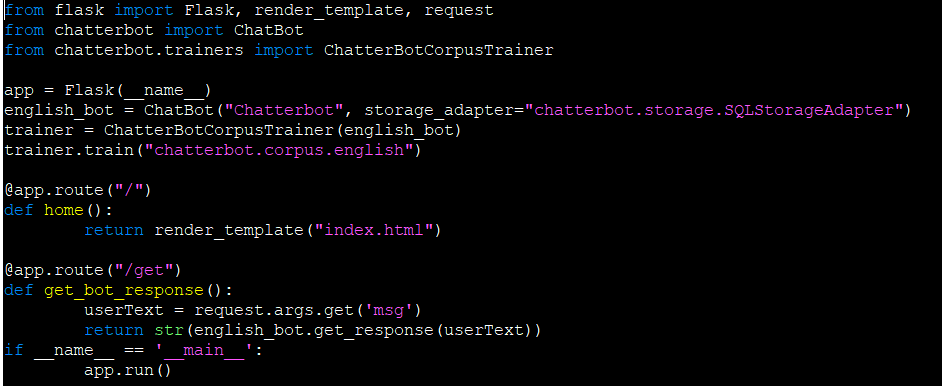 from flask import Flask, render_template, request
from chatterbot import ChatBot
from chatterbot.trainers import ChatterBotCorpusTrainer

app = Flask(__name__)
english_bot = ChatBot("Chatterbot", storage_adapter="chatterbot.storage.SQLStorageAdapter")
trainer = ChatterBotCorpusTrainer(english_bot)
trainer.train("chatterbot.corpus.english")

@app.route("/")
def home():
        return render_template("index.html")

@app.route("/get")
def get_bot_response():
        userText = request.args.get('msg')
        return str(english_bot.get_response(userText))
if __name__ == '__main__':
        app.run()